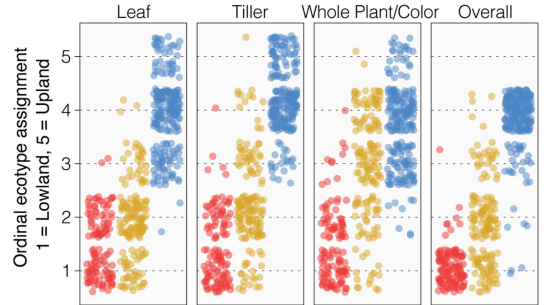 Leaf Tiller Whole Plant/Color Overall
Ordinal ecotype assignment
1 = Lowland, 5 = Upland
5
4
3
2
1